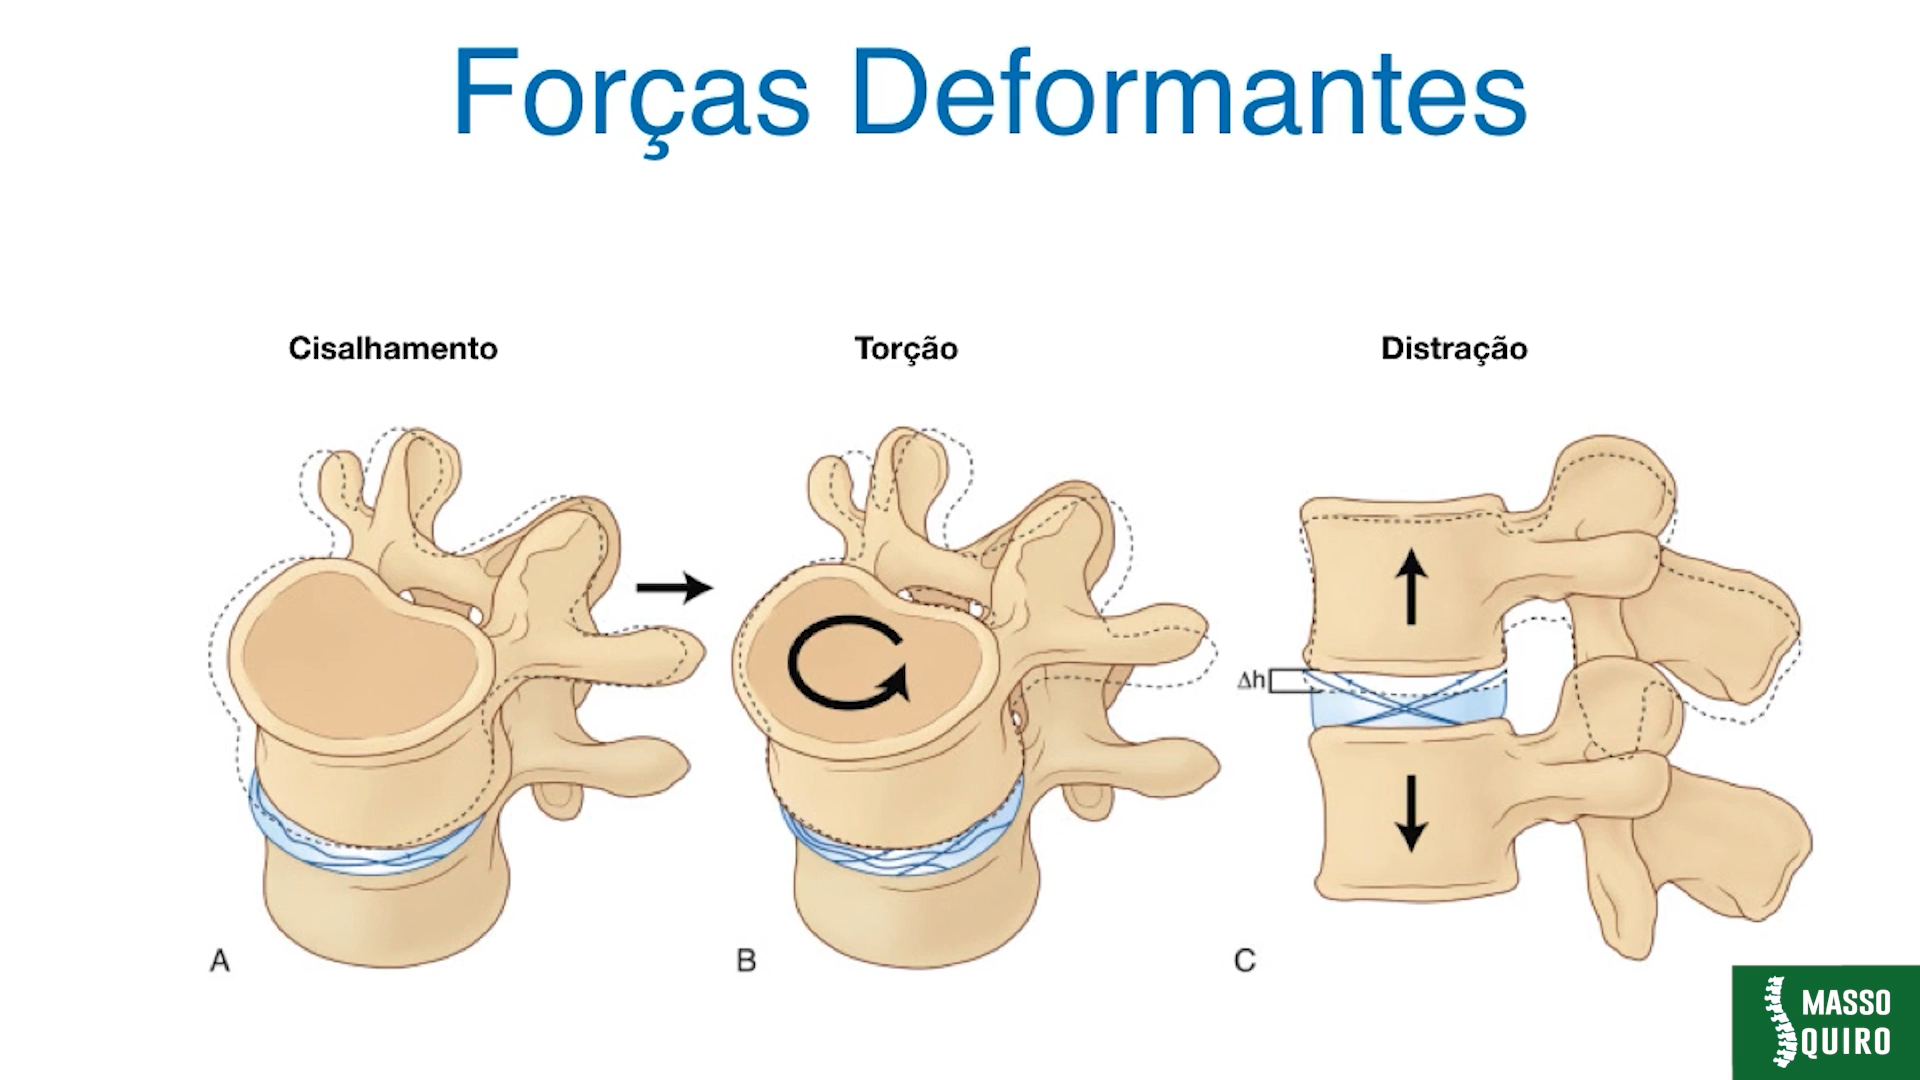 Forças Deformantes
Cisalhamento
Torção
Distração
Δh
A
B
C
MASSO
QUIRO